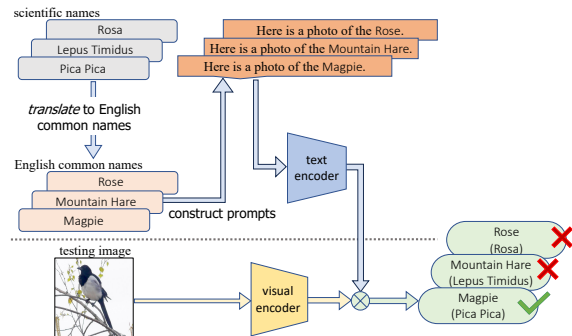 scientific names
Rosa
Lepus Timidus
Pica Pica
translate to English
common names
English common names
Rose
Mountain Hare
Magpie
construct prompts
Here is a photo of the Rose.
Here is a photo of the Mountain Hare.
Here is a photo of the Magpie.
text
encoder
testing image
visual
encoder
Rose
(Rosa)
Mountain Hare
(Lepus Timidus)
Magpie
(Pica Pica)